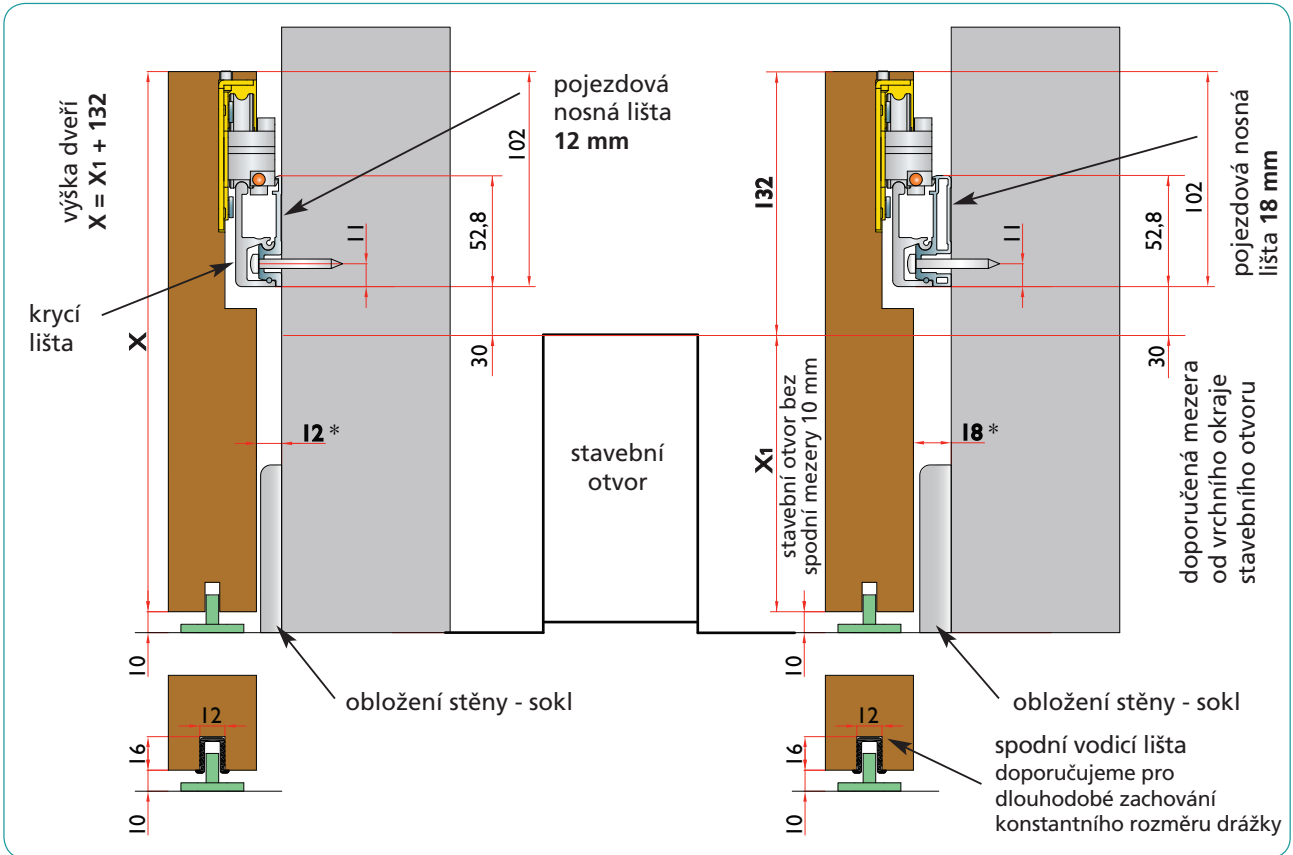 výška dveří
X = X1 + 132
pojezdová
nosná lišta
12 mm
102
52,8
11
30
krycí
lišta
X
12 *
10
obložení stěny - sokl
12
16
10
stavební
otvor
132
X1
stavební otvor bez
spodní mezery 10 mm
pojezdová nosná
lišta 18 mm
102
52,8
11
30
18 *
doporučená mezera
od vrchního okraje
stavebního otvoru
10
obložení stěny - sokl
12
16
10
spodní vodicí lišta
doporučujeme pro
dlouhodobé zachování
konstantního rozměru drážky